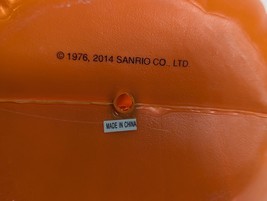 © 1976, 2014 SANRIO CO., LTD.
MADE IN CHINA